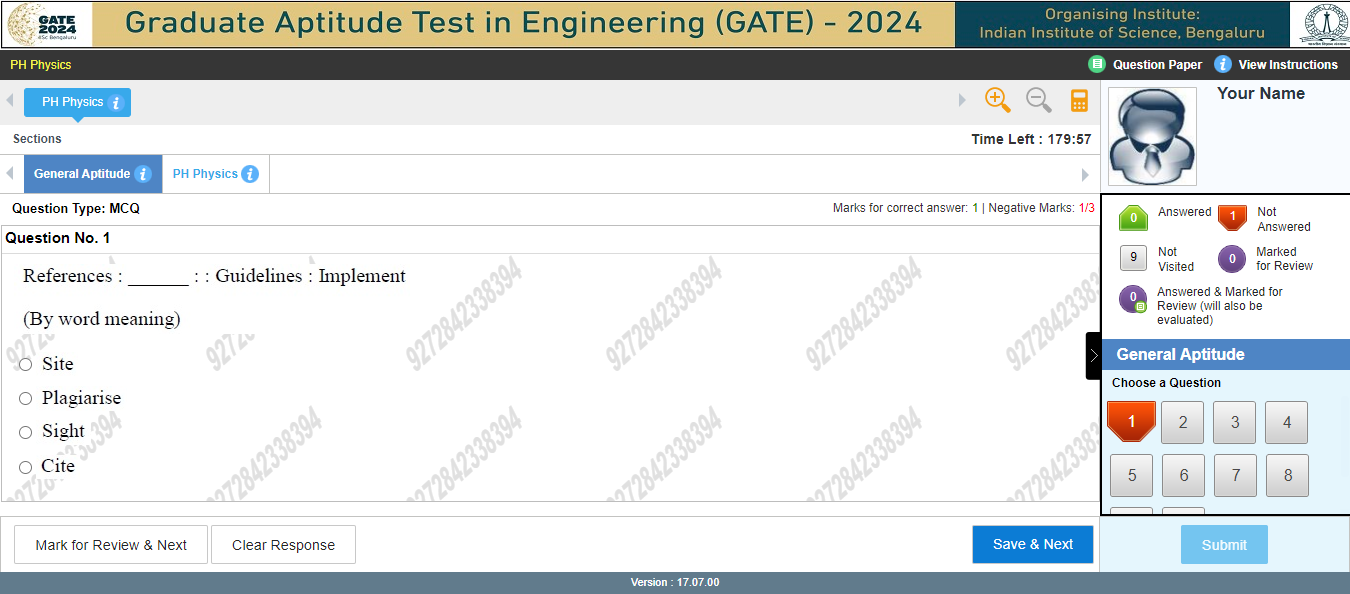 GATE
2024
IISc Bengaluru
Graduate Aptitude Test in Engineering (GATE) - 2024
Organising Institute:
Indian Institute of Science, Bengaluru
PH Physics
Question Paper
i View Instructions
PH Physics i
Your Name
Sections
Time Left : 179:57
General Aptitude i
PH Physics i
Question Type: MCQ
Marks for correct answer: 1 | Negative Marks: 1/3
Question No. 1
References : ______ : : Guidelines : Implement
(By word meaning)
Site
Plagiarise
Sight
Cite
9272842338394
9272842338394
9272842338394
9272842338394
0 Answered
1 Not
Answered
9 Not
Visited
0 Marked
for Review
0 Answered & Marked for
Review (will also be
evaluated)
General Aptitude
Choose a Question
1 2 3 4
5 6 7 8
Mark for Review & Next
Clear Response
Save & Next
Submit
Version : 17.07.00